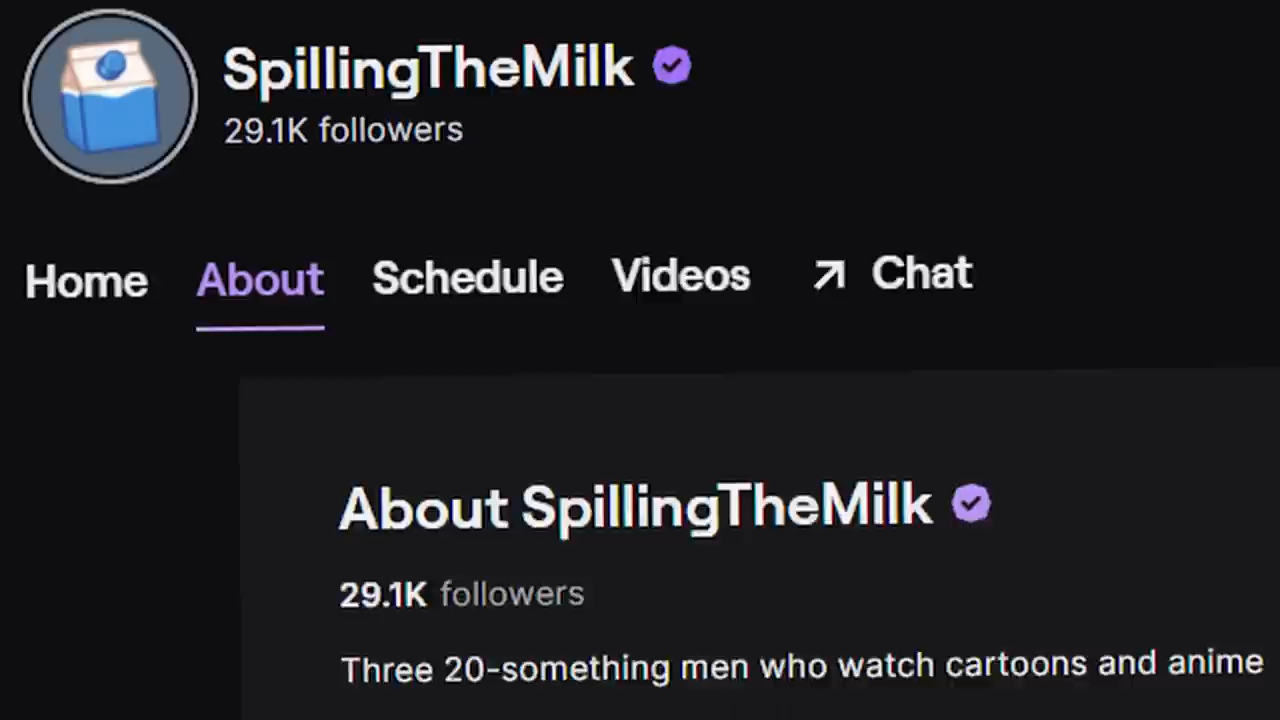 SpillingTheMilk
29.1K followers
Home About Schedule Videos Chat
About SpillingTheMilk
29.1K followers
Three 20-something men who watch cartoons and anime